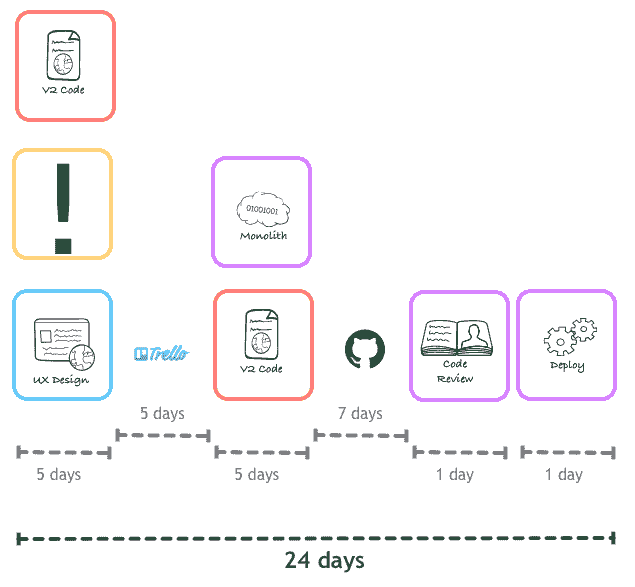 V2 Code
!
01001001
Monolith
UX Design
Trello
V2 Code
Code
Review
Deploy
5 days
7 days
5 days
5 days
1 day
1 day
24 days